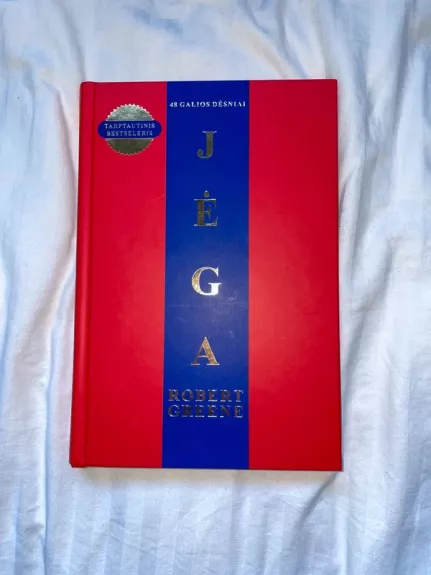 48 GALIOS DĖSNIAI
TARPTAUTINIS
BESTSELERIS
J
Ė
G
A
ROBERT
GREENE